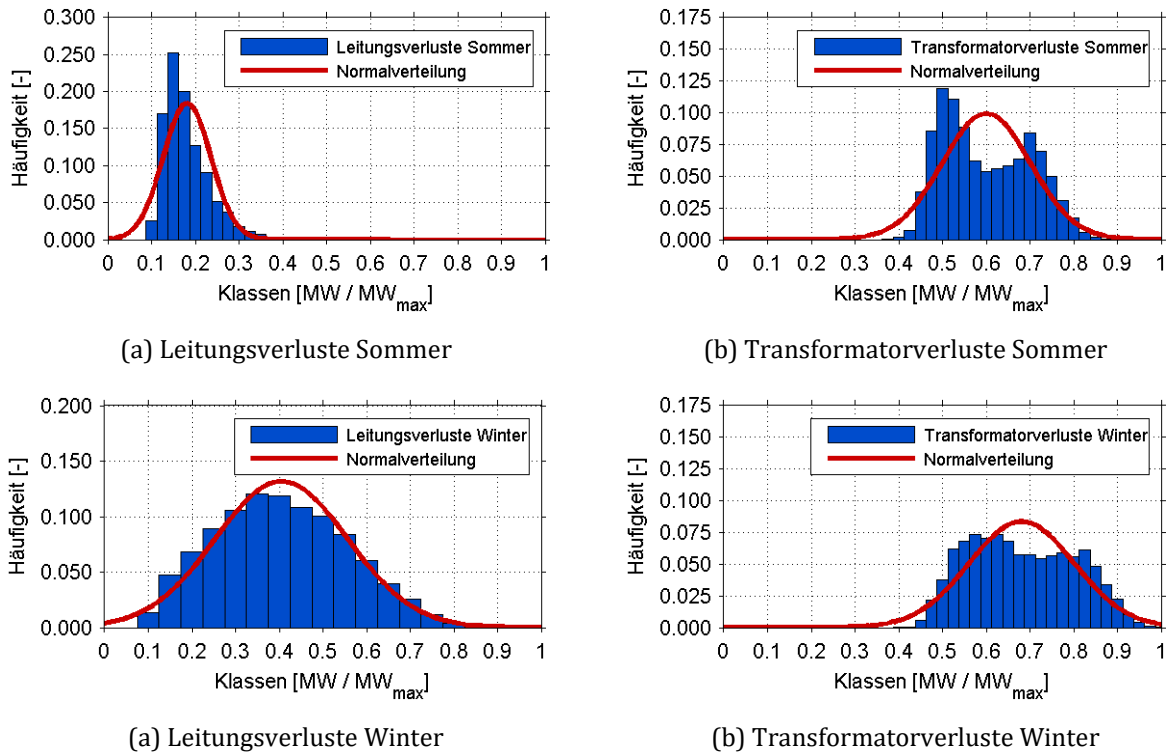 0.300
0.250
0.200
0.150
0.100
0.050
0.000
Häufigkeit [-]
Leitungsverluste Sommer
Normalverteilung
0 0.1 0.2 0.3 0.4 0.5 0.6 0.7 0.8 0.9 1
Klassen [MW / MWmax]
(a) Leitungsverluste Sommer
0.175
0.150
0.125
0.100
0.075
0.050
0.025
0.000
Häufigkeit [-]
Transformatorverluste Sommer
Normalverteilung
0 0.1 0.2 0.3 0.4 0.5 0.6 0.7 0.8 0.9 1
Klassen [MW / MWmax]
(b) Transformatorverluste Sommer
0.200
0.150
0.100
0.050
0.000
Häufigkeit [-]
Leitungsverluste Winter
Normalverteilung
0 0.1 0.2 0.3 0.4 0.5 0.6 0.7 0.8 0.9 1
Klassen [MW / MWmax]
(a) Leitungsverluste Winter
0.175
0.150
0.125
0.100
0.075
0.050
0.025
0.000
Häufigkeit [-]
Transformatorverluste Winter
Normalverteilung
0 0.1 0.2 0.3 0.4 0.5 0.6 0.7 0.8 0.9 1
Klassen [MW / MWmax]
(b) Transformatorverluste Winter